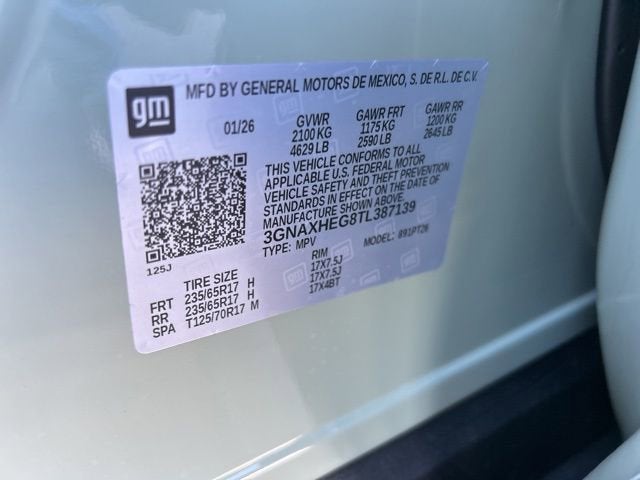 gm
MFD BY GENERAL MOTORS DE MEXICO, S. DE R.L. DE C.V.
01/26
GVWR GAWR FRT GAWR RR
2100 KG 1175 KG 1200 KG
4629 LB 2590 LB 2645 LB
THIS VEHICLE CONFORMS TO ALL
APPLICABLE U.S. FEDERAL MOTOR
VEHICLE SAFETY AND THEFT PREVENTION
STANDARDS IN EFFECT ON THE DATE OF
MANUFACTURE SHOWN ABOVE.
3GNAXHEG8TL387139
TYPE: MPV MODEL: 891PT26
125J
TIRE SIZE RIM
FRT 235/65R17 H 17X7.5J
RR 235/65R17 H 17X7.5J
SPA T125/70R17 M 17X4BT